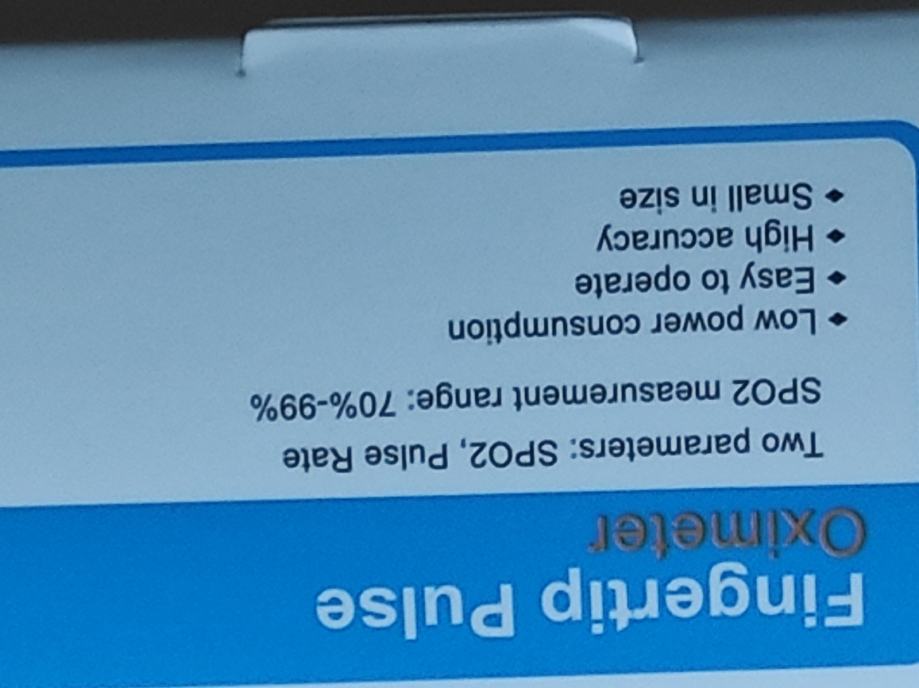 Fingertip Pulse
Oximeter
Two parameters: SPO2, Pulse Rate
SPO2 measurement range: 70%-99%
◆ Low power consumption
◆ Easy to operate
◆ High accuracy
◆ Small in size